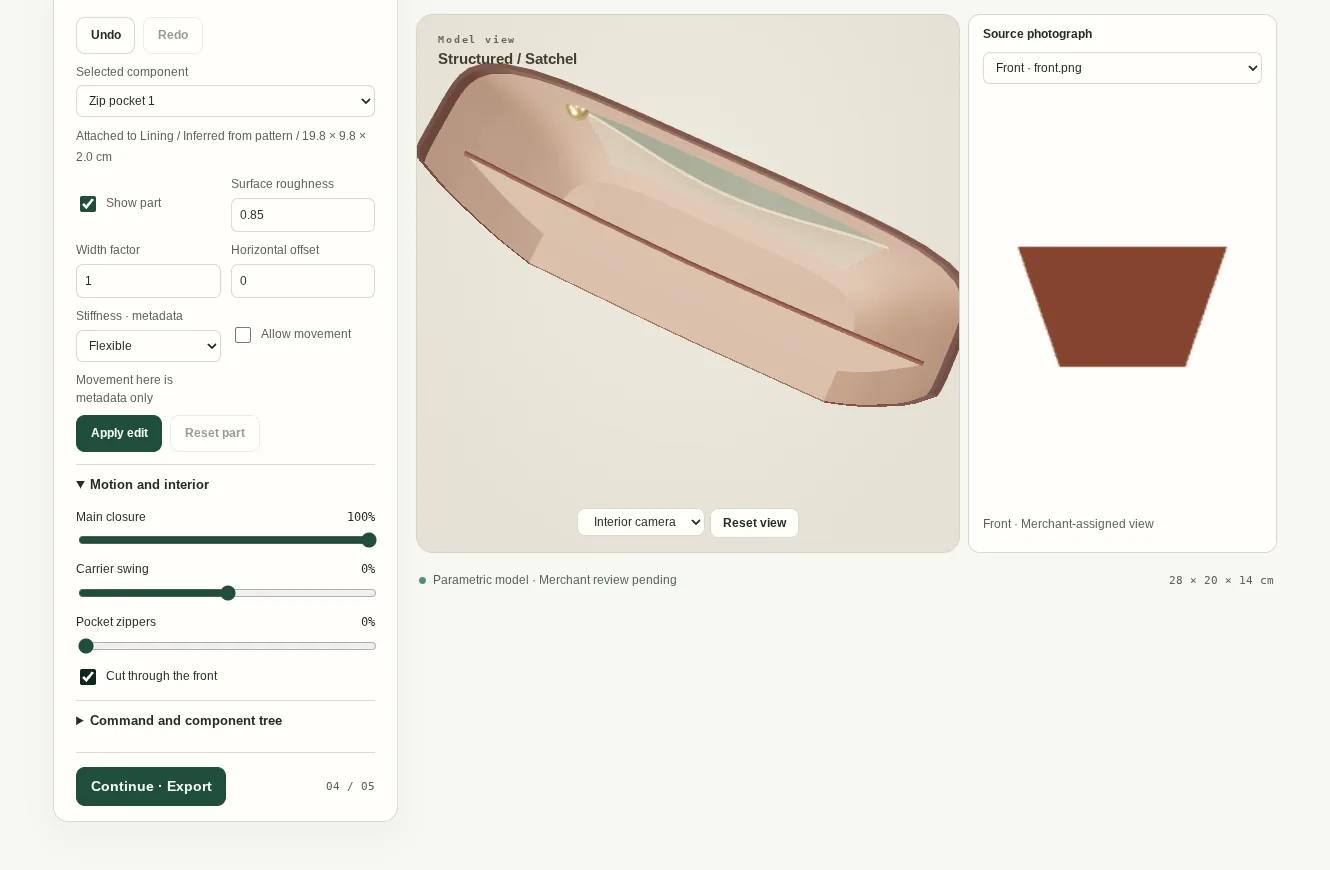 Undo
Redo
Selected component
Zip pocket 1
Attached to Lining / Inferred from pattern / 19.8 × 9.8 ×
2.0 cm
Show part
Surface roughness
0.85
Width factor
Horizontal offset
1
0
Stiffness · metadata
Flexible
Allow movement
Movement here is
metadata only
Apply edit
Reset part
Motion and interior
Main closure
100%
Carrier swing
0%
Pocket zippers
0%
Cut through the front
Command and component tree
Continue · Export
04 / 05
Model view
Structured / Satchel
Interior camera
Reset view
Parametric model · Merchant review pending
28 × 20 × 14 cm
Source photograph
Front · front.png
Front · Merchant-assigned view